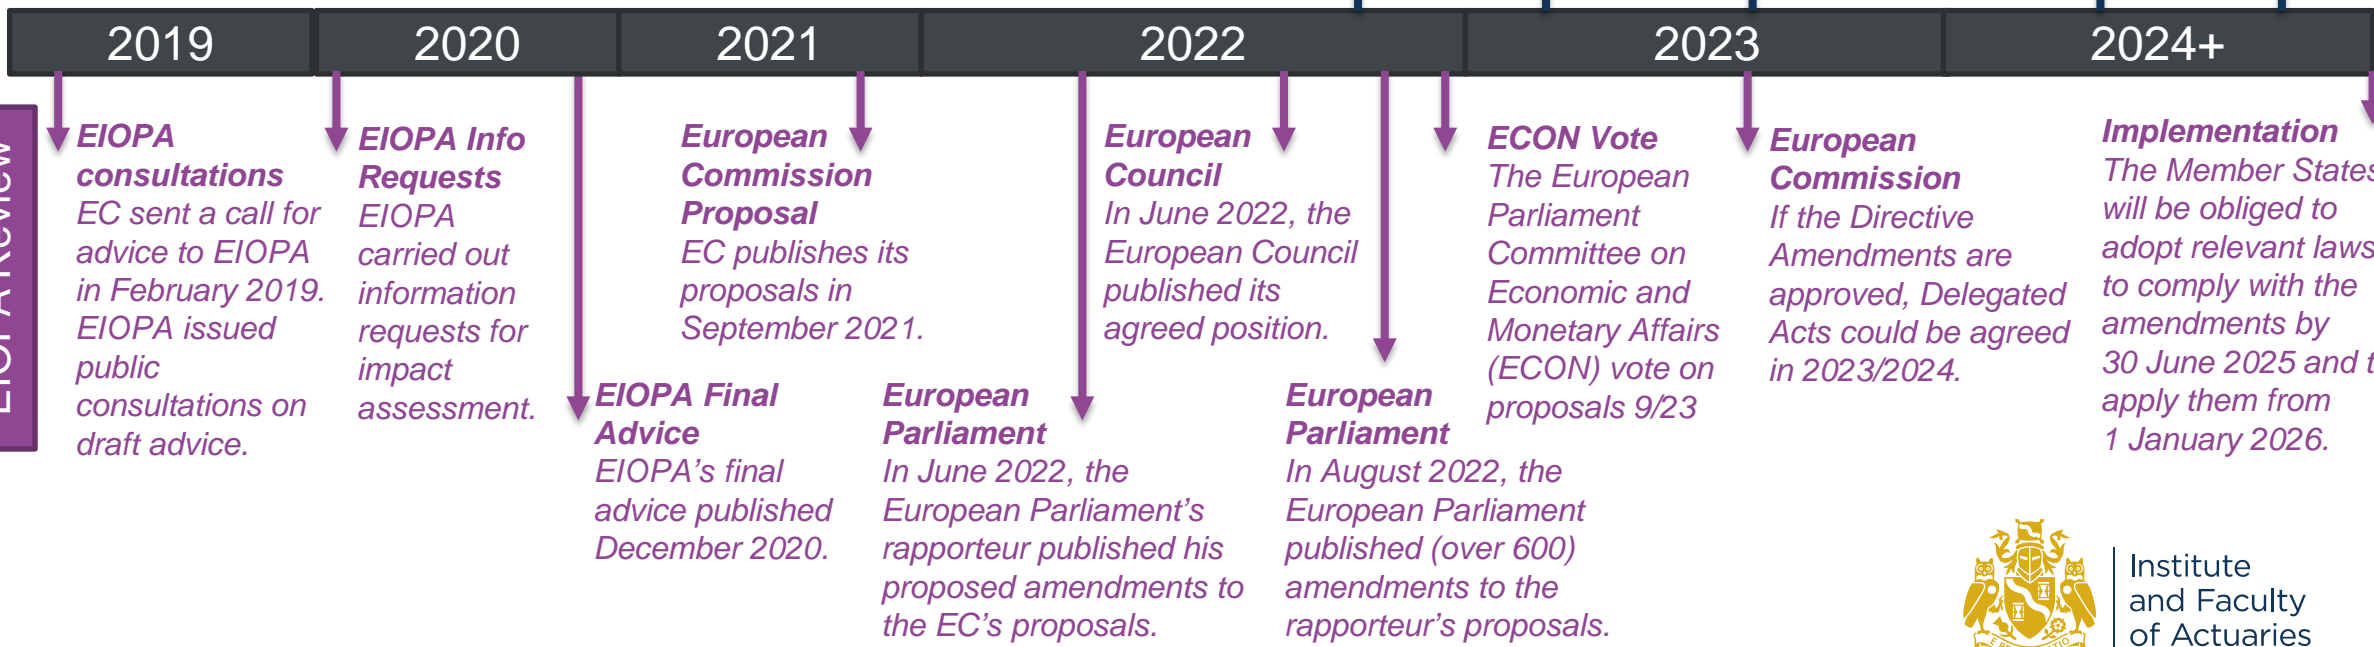 2019
2020
2021
2022
2023
2024+
EIOPA Review
EIOPA
consultations
EC sent a call for
advice to EIOPA
in February 2019.
EIOPA issued
public
consultations on
draft advice.
EIOPA Info
Requests
EIOPA
carried out
information
requests for
impact
assessment.
EIOPA Final
Advice
EIOPA's final
advice published
December 2020.
European
Commission
Proposal
EC publishes its
proposals in
September 2021.
European
Parliament
In June 2022, the
European Parliament's
rapporteur published his
proposed amendments to
the EC's proposals.
European
Council
In June 2022, the
European Council
published its
agreed position.
European
Parliament
In August 2022, the
European Parliament
published (over 600)
amendments to the
rapporteur's proposals.
ECON Vote
The European
Parliament
Committee on
Economic and
Monetary Affairs
(ECON) vote on
proposals 9/23
European
Commission
If the Directive
Amendments are
approved, Delegated
Acts could be agreed
in 2023/2024.
Implementation
The Member States
will be obliged to
adopt relevant laws
to comply with the
amendments by
30 June 2025 and
apply them from
1 January 2026.
Institute
and Faculty
of Actuaries